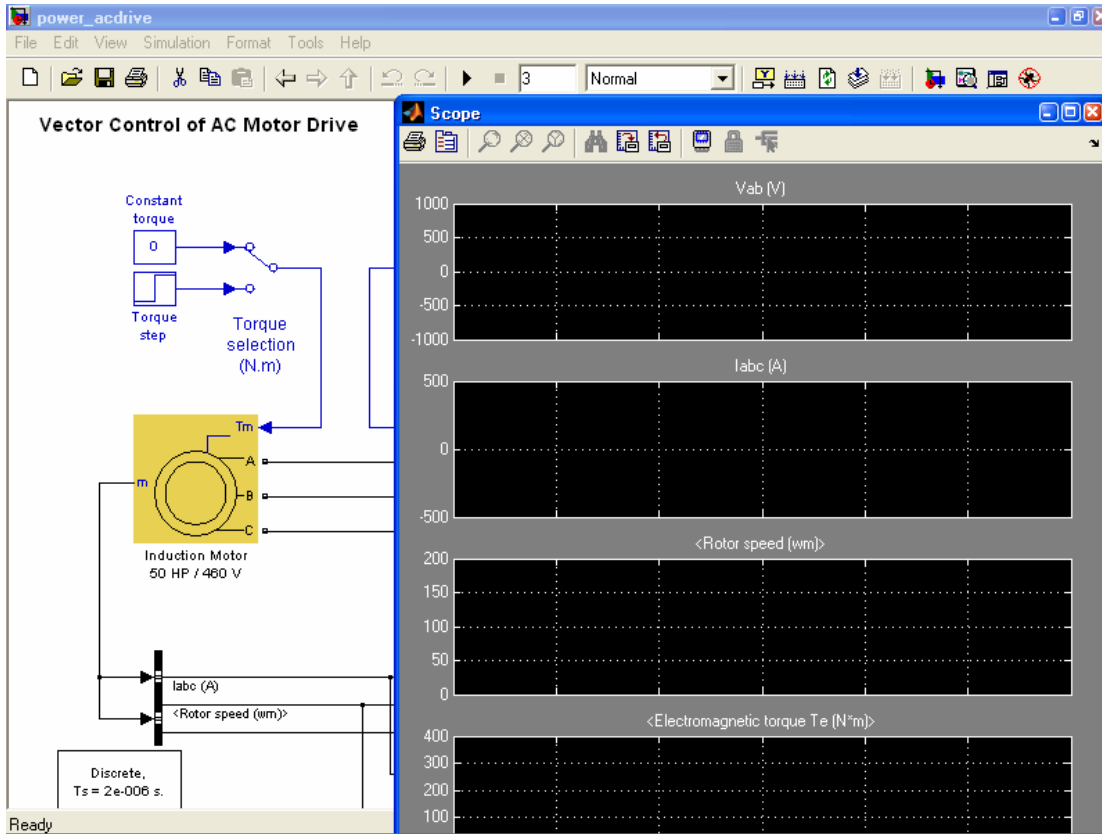 power_acdrive
File Edit View Simulation Format Tools Help
3 Normal
Vector Control of AC Motor Drive
Constant
torque
0
Torque
step
Torque
selection
(N.m)
Tm
m
A
B
C
Induction Motor
50 HP / 460 V
Iabc (A)
<Rotor speed (wm)>
Discrete,
Ts = 2e-006 s.
Ready
Scope
Vab (V)
1000
500
0
-500
-1000
Iabc (A)
500
0
-500
<Rotor speed (wm)>
200
150
100
50
0
<Electromagnetic torque Te (N*m)>
400
300
200
100